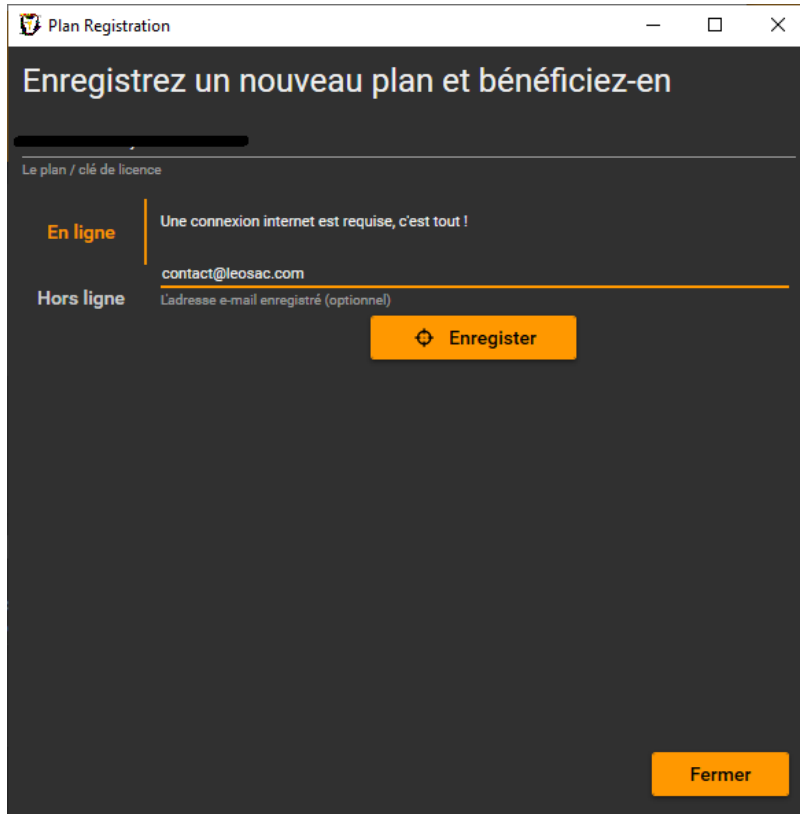 Plan Registration
Enregistrez un nouveau plan et bénéficiez-en
Le plan / clé de licence
En ligne
Une connexion internet est requise, c'est tout !
contact@leosac.com
Hors ligne
L'adresse e-mail enregistré (optionnel)
Enregister
Fermer